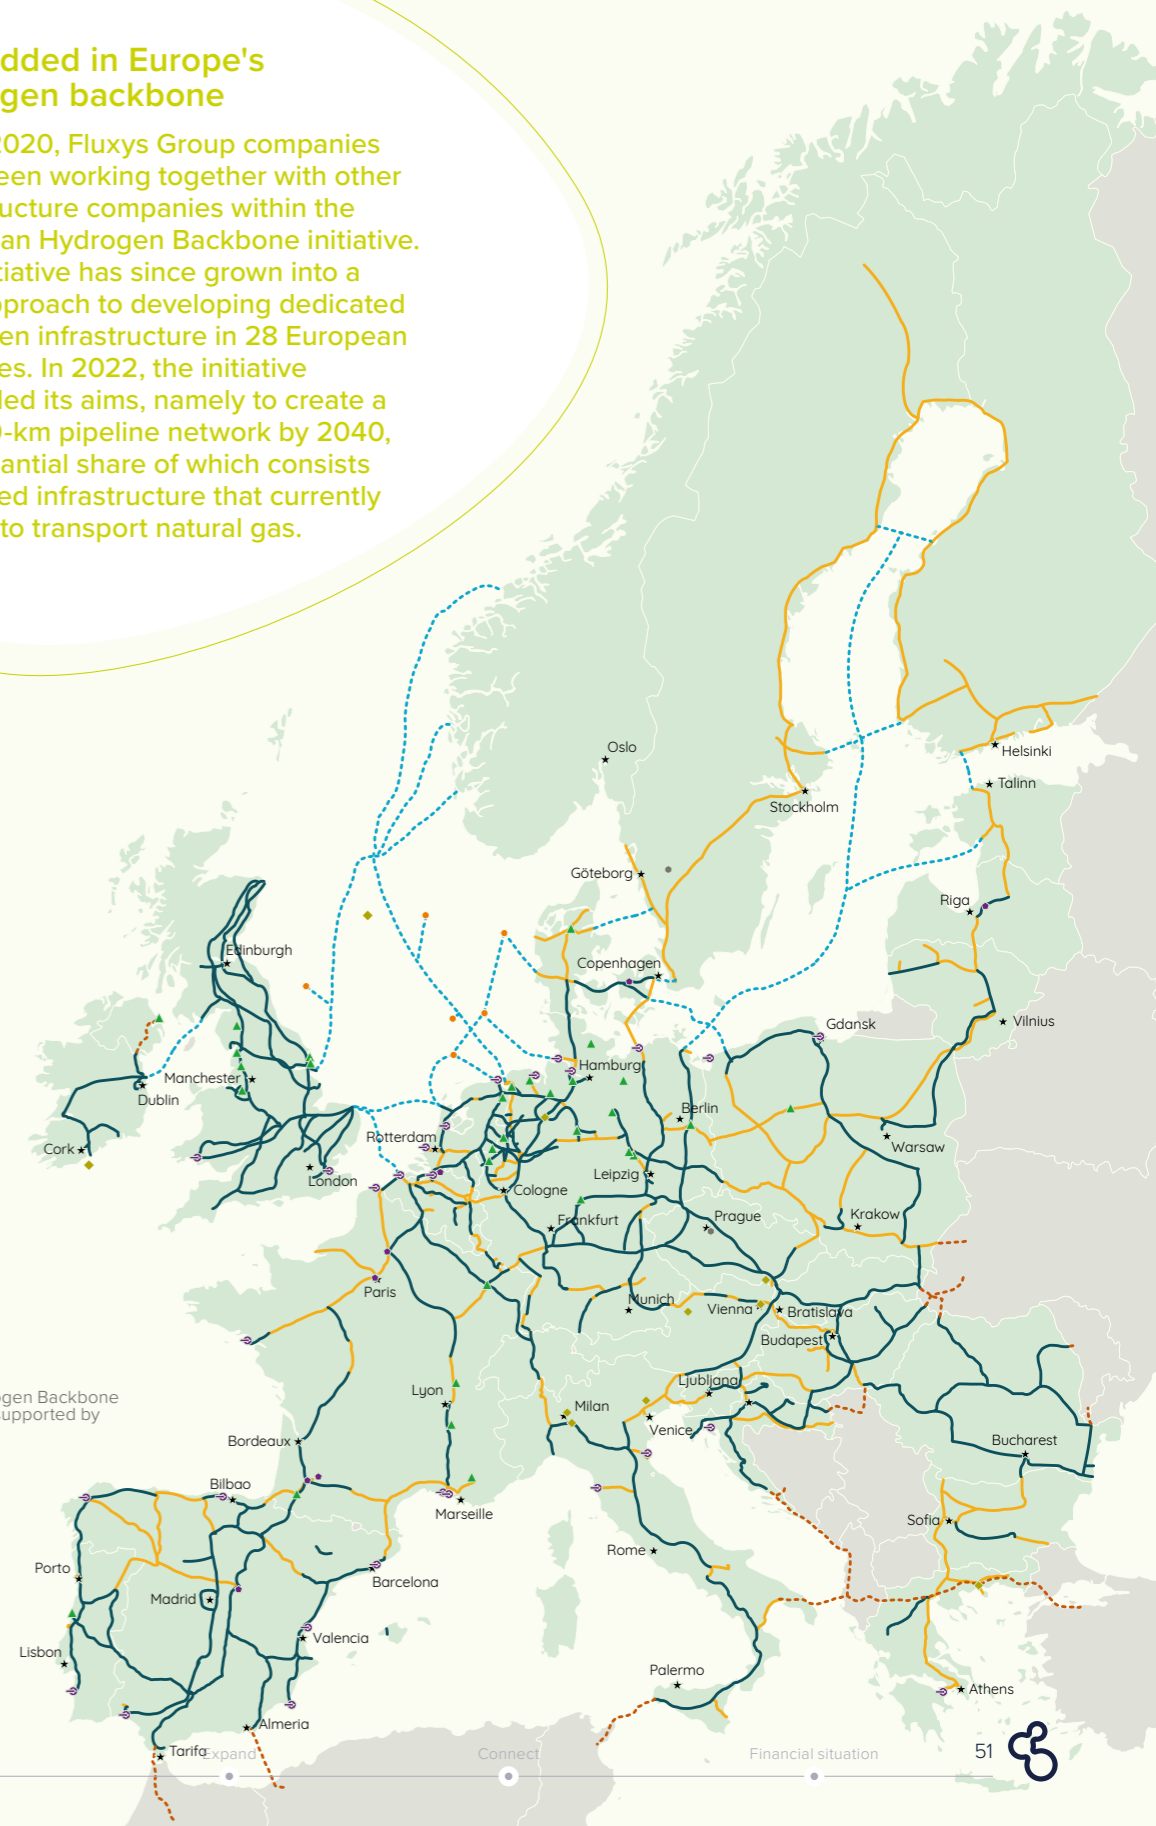 dded in Europe's
gen backbone
2020, Fluxys Group companies
een working together with other
ucture companies within the
an Hydrogen Backbone initiative.
tiative has since grown into a
pproach to developing dedicated
en infrastructure in 28 European
es. In 2022, the initiative
led its aims, namely to create a
0-km pipeline network by 2040,
antial share of which consists
ed infrastructure that currently
to transport natural gas.
Oslo
Helsinki
Talinn
Stockholm
Göteborg
Riga
Edinburgh
Copenhagen
Vilnius
Gdansk
Manchester
Hamburg
Dublin
Berlin
Rotterdam
Cork
Warsaw
London
Leipzig
Cologne
Frankfurt
Prague
Krakow
Paris
Munich
Vienna
Bratislava
Budapest
Ljubljana
Lyon
ogen Backbone
supported by
Milan
Venice
Bordeaux
Bucharest
Bilbao
Marseille
Sofia
Rome
Porto
Barcelona
Madrid
Valencia
Lisbon
Palermo
Athens
Almeria
Tarifa
Expand
Connect
Financial situation
51